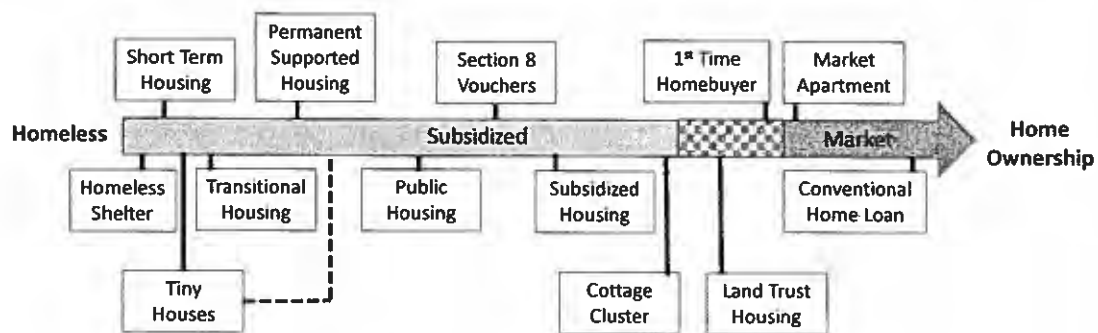 Short Term
Housing
Permanent
Supported
Housing
Section 8
Vouchers
1st Time
Homebuyer
Market
Apartment
Homeless
Subsidized
Market
Home
Ownership
Homeless
Shelter
Transitional
Housing
Public
Housing
Subsidized
Housing
Conventional
Home Loan
Tiny
Houses
Cottage
Cluster
Land Trust
Housing